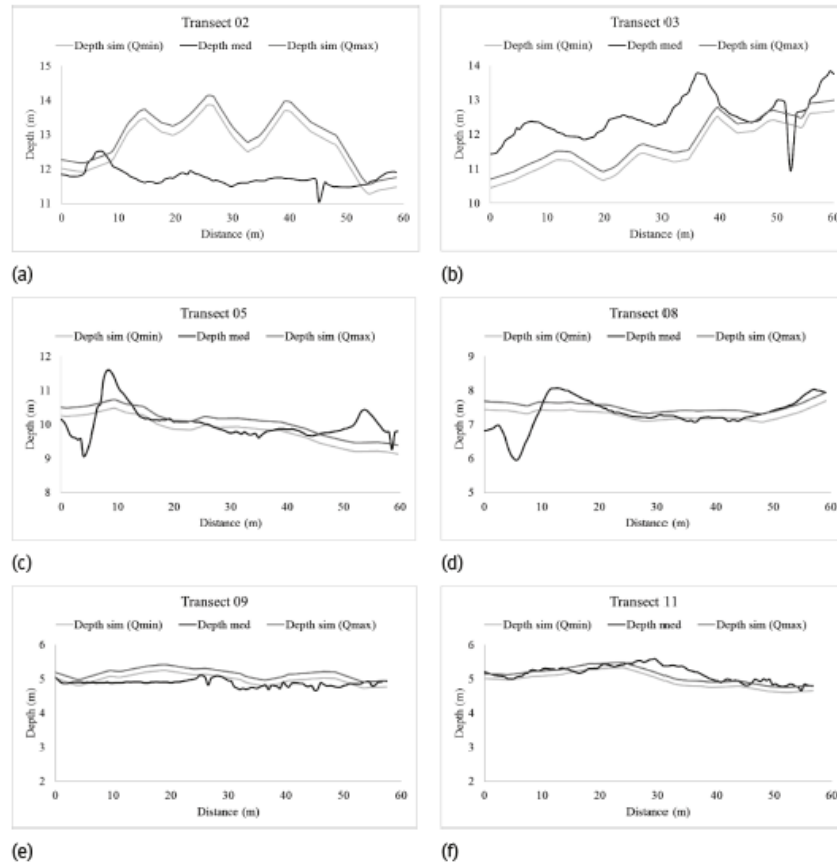 Transect 02
Depth sim (Qmin) Depth med Depth sim (Qmax)
15
14
13
12
11
Depth (m)
0 10 20 30 40 50 60
Distance (m)
(a)
Transect 03
Depth sim (Qmin) Depth med Depth sim (Qmax)
14
13
12
11
10
Depth (m)
0 10 20 30 40 50 60
Distance (m)
(b)
Transect 05
Depth sim (Qmin) Depth med Depth sim (Qmax)
12
11
10
9
8
Depth (m)
0 10 20 30 40 50 60
Distance (m)
(c)
Transect 08
Depth sim (Qmin) Depth med Depth sim (Qmax)
9
8
7
6
5
Depth (m)
0 10 20 30 40 50 60
Distance (m)
(d)
Transect 09
Depth sim (Qmin) Depth med Depth sim (Qmax)
6
5
4
3
2
Depth (m)
0 10 20 30 40 50 60
Distance (m)
(e)
Transect 11
Depth sim (Qmin) Depth med Depth sim (Qmax)
6
5
4
3
2
Depth (m)
0 10 20 30 40 50 60
Distance (m)
(f)